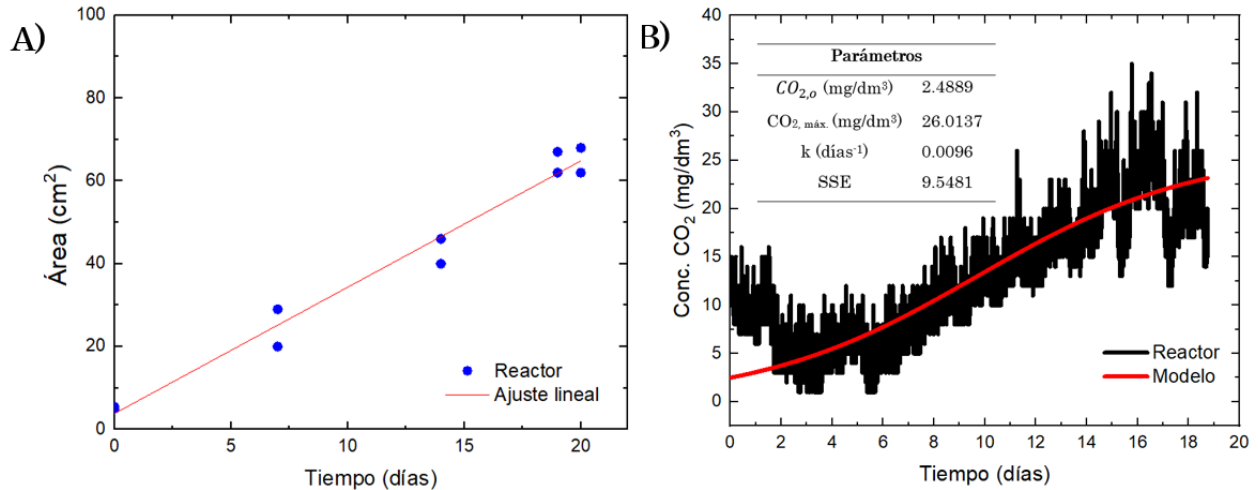 A)
100
80
60
40
20
0
Área (cm²)
0 5 10 15 20
Tiempo (días)
Reactor
Ajuste lineal
B)
40
35
30
25
20
15
10
5
0
Conc. CO₂ (mg/dm³)
Parámetros
CO₂,ₒ (mg/dm³) 2.4889
CO₂, máx. (mg/dm³) 26.0137
k (días⁻¹) 0.0096
SSE 9.5481
Reactor
Modelo
0 2 4 6 8 10 12 14 16 18 20
Tiempo (días)